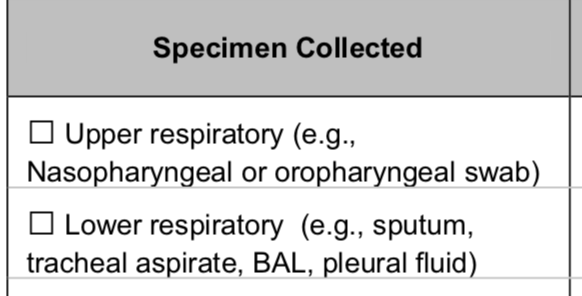 Specimen Collected
☐ Upper respiratory (e.g.,
Nasopharyngeal or oropharyngeal swab)
☐ Lower respiratory  (e.g., sputum,
tracheal aspirate, BAL, pleural fluid)